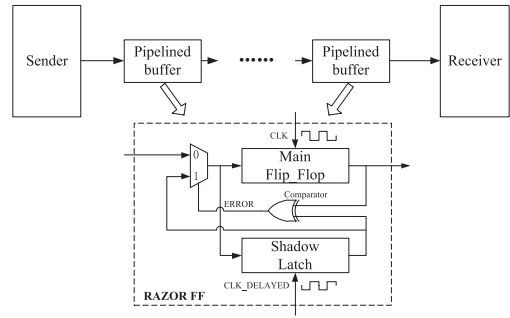 Sender
Pipelined
buffer
......
Pipelined
buffer
Receiver
CLK
0
1
Main
Flip_Flop
Comparator
ERROR
Shadow
Latch
CLK_DELAYED
RAZOR FF